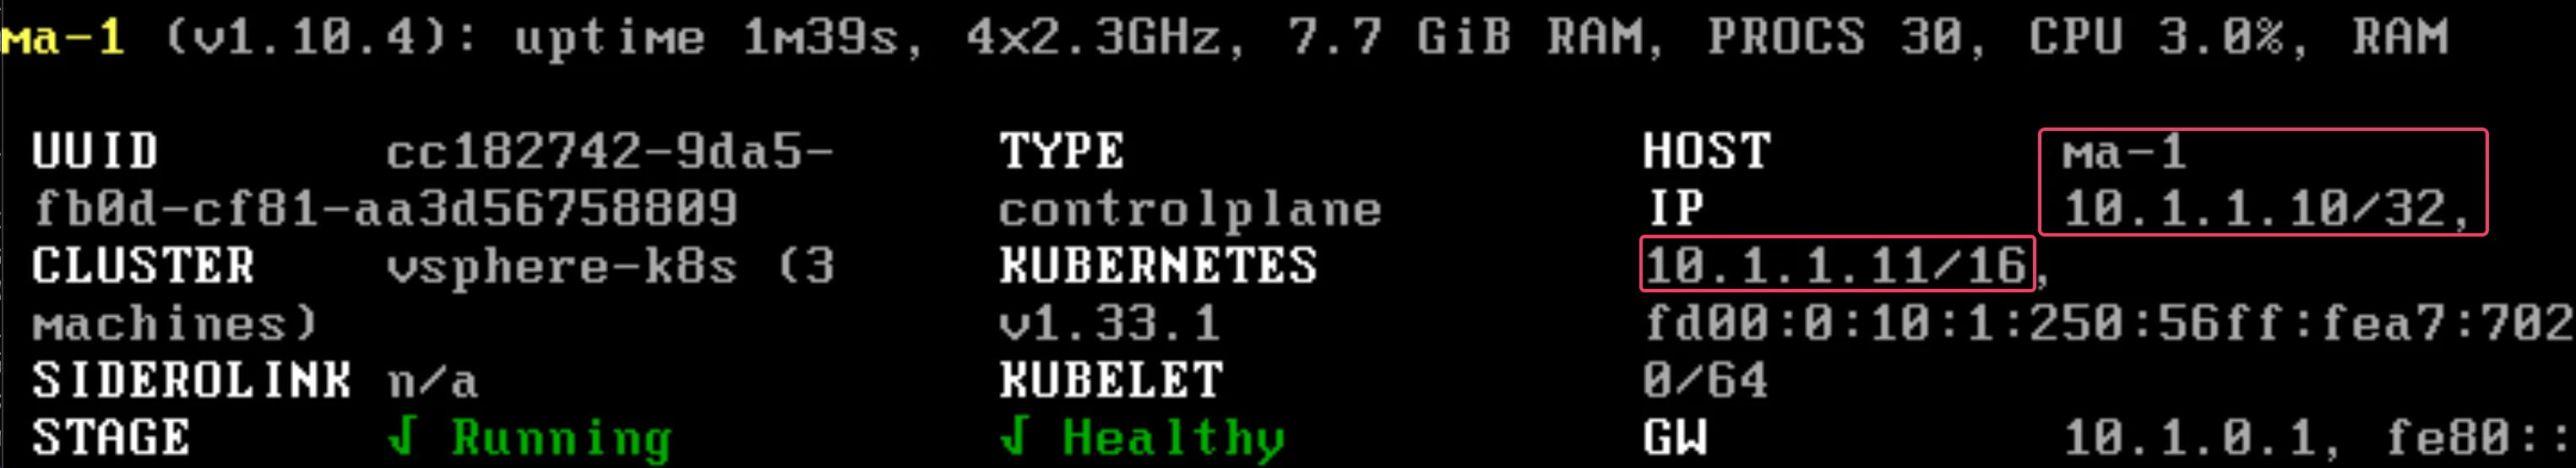 ma-1 (v1.10.4): uptime 1m39s, 4x2.3GHz, 7.7 GiB RAM, PROCS 30, CPU 3.0%, RAM
UUID cc182742-9da5- TYPE HOST ma-1
fb0d-cf81-aa3d56758809 controlplane IP 10.1.1.10/32,
CLUSTER vsphere-k8s (3 KUBERNETES 10.1.1.11/16,
machines) v1.33.1 fd00:0:10:1:250:56ff:fea7:702
SIDEROLINK n/a KUBELET 0/64
STAGE √ Running √ Healthy GW 10.1.0.1, fe80::